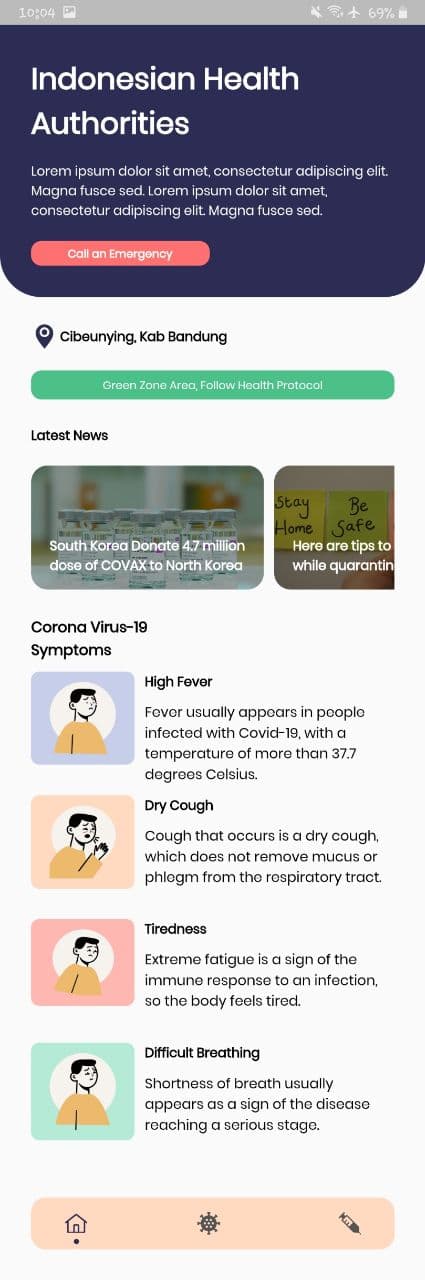 10:04
69%
Indonesian Health
Authorities
Lorem ipsum dolor sit amet, consectetur adipiscing elit.
Magna fusce sed. Lorem ipsum dolor sit amet,
consectetur adipiscing elit. Magna fusce sed.
Call an Emergency
Cibeunying, Kab Bandung
Green Zone Area, Follow Health Protocol
Latest News
South Korea Donate 4.7 million
dose of COVAX to North Korea
Stay
Home
Be
Safe
Here are tips to
while quarantin
Corona Virus-19
Symptoms
High Fever
Fever usually appears in people
infected with Covid-19, with a
temperature of more than 37.7
degrees Celsius.
Dry Cough
Cough that occurs is a dry cough,
which does not remove mucus or
phlegm from the respiratory tract.
Tiredness
Extreme fatigue is a sign of the
immune response to an infection,
so the body feels tired.
Difficult Breathing
Shortness of breath usually
appears as a sign of the disease
reaching a serious stage.